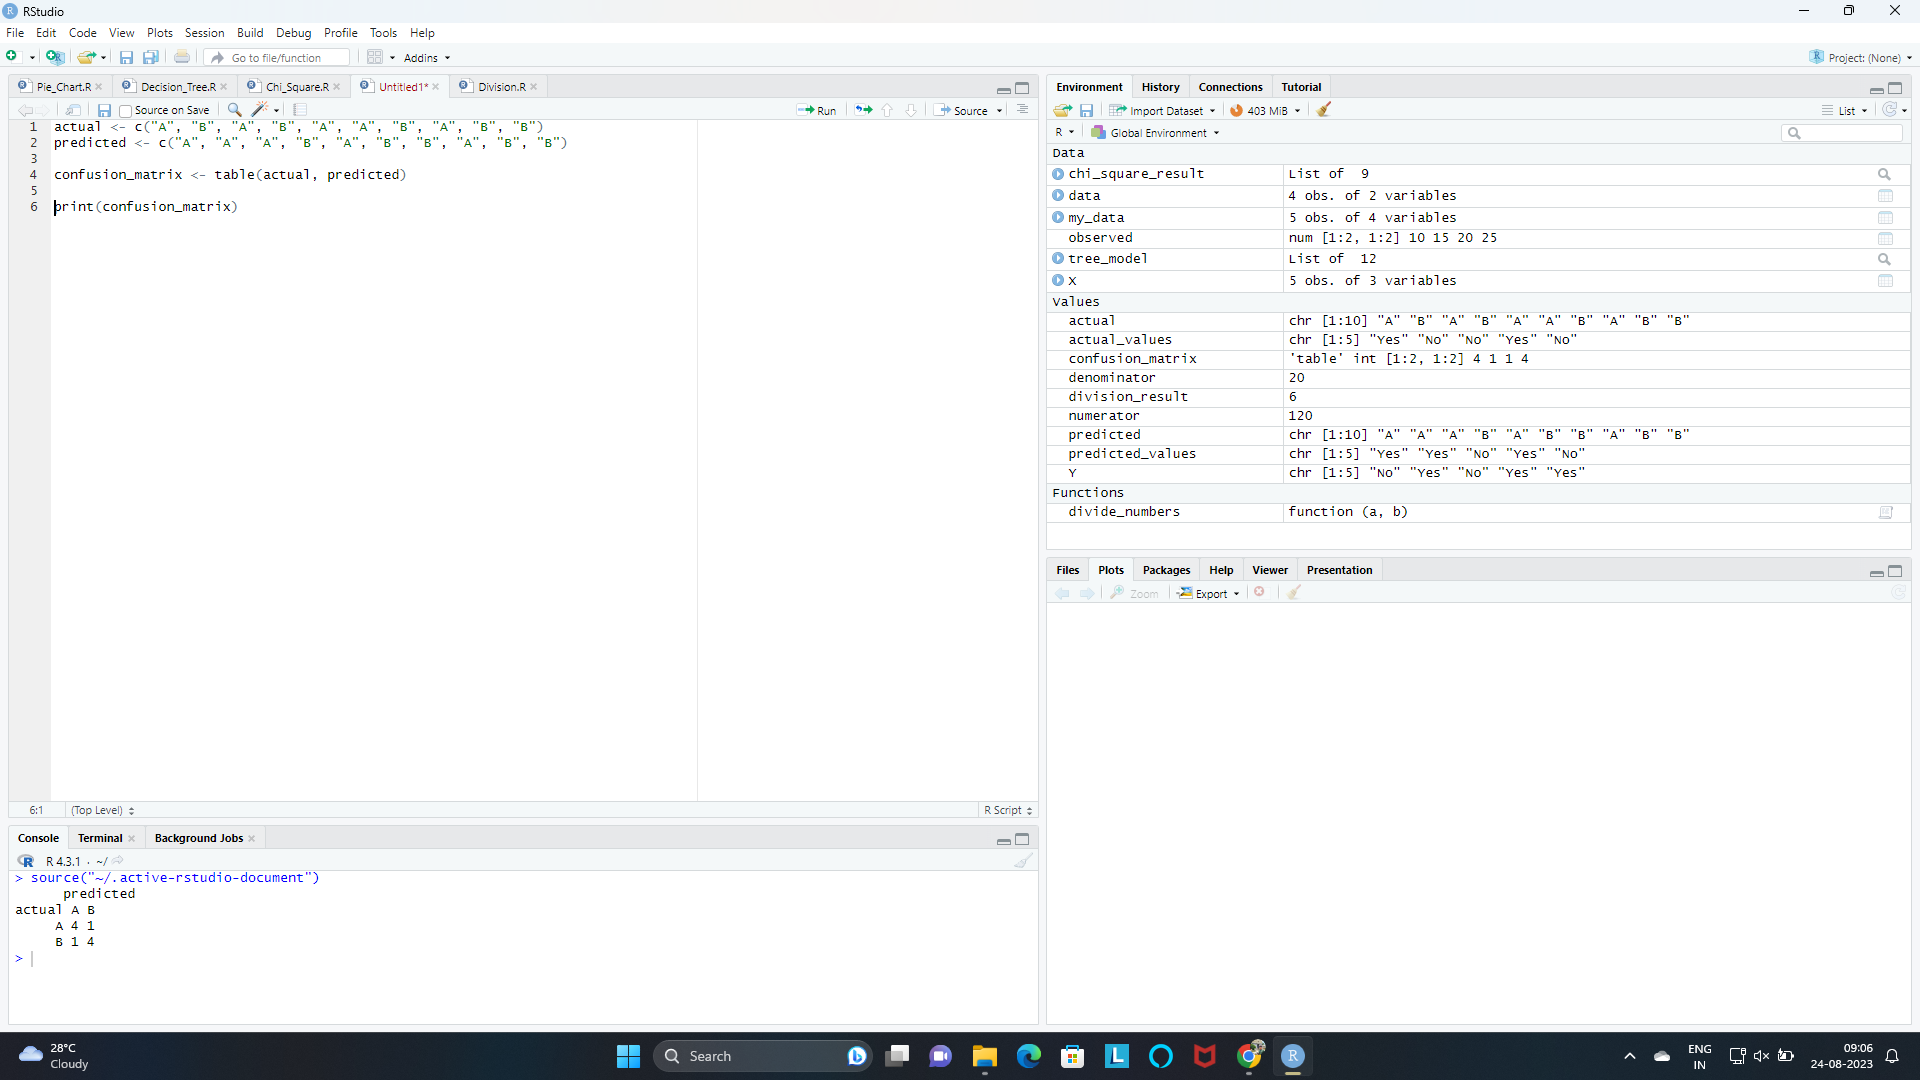 RStudio
File Edit Code View Plots Session Build Debug Profile Tools Help
Go to file/function Addins Project: (None)
Pie_Chart.R Decision_Tree.R Chi_Square.R Untitled1* Division.R
Source on Save Run Source
1 actual <- c("A", "B", "A", "B", "A", "A", "B", "A", "B", "B")
2 predicted <- c("A", "A", "A", "B", "A", "B", "B", "A", "B", "B")
3
4 confusion_matrix <- table(actual, predicted)
5
6 print(confusion_matrix)
6:1 (Top Level) R Script
Console Terminal Background Jobs
R 4.3.1 · ~/
> source("~/.active-rstudio-document")
predicted
actual A B
A 4 1
B 1 4
>
Environment History Connections Tutorial
Import Dataset 403 MiB List
R Global Environment
Data
chi_square_result List of 9
data 4 obs. of 2 variables
my_data 5 obs. of 4 variables
observed num [1:2, 1:2] 10 15 20 25
tree_model List of 12
X 5 obs. of 3 variables
Values
actual chr [1:10] "A" "B" "A" "B" "A" "A" "B" "A" "B" "B"
actual_values chr [1:5] "Yes" "No" "No" "Yes" "No"
confusion_matrix 'table' int [1:2, 1:2] 4 1 1 4
denominator 20
division_result 6
numerator 120
predicted chr [1:10] "A" "A" "A" "B" "A" "B" "B" "A" "B" "B"
predicted_values chr [1:5] "Yes" "Yes" "No" "Yes" "No"
Y chr [1:5] "No" "Yes" "No" "Yes" "Yes"
Functions
divide_numbers function (a, b)
Files Plots Packages Help Viewer Presentation
Zoom Export
28°C
Cloudy
Search
L
R
ENG
IN
09:06
24-08-2023